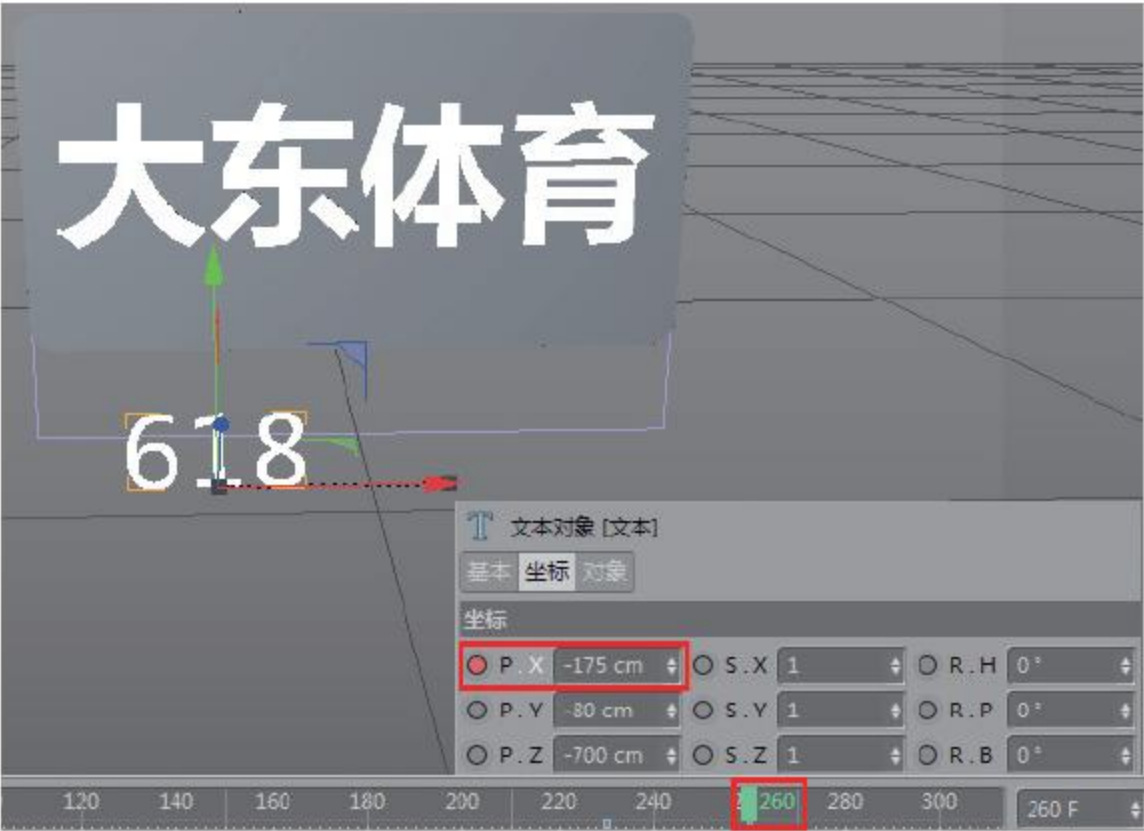 大东体育
618
文本对象 [文本]
基本 坐标 对象
坐标
P.X -175 cm S.X 1 R.H 0°
P.Y -80 cm S.Y 1 R.P 0°
P.Z -700 cm S.Z 1 R.B 0°
120 140 160 180 200 220 240 260 280 300 260 F